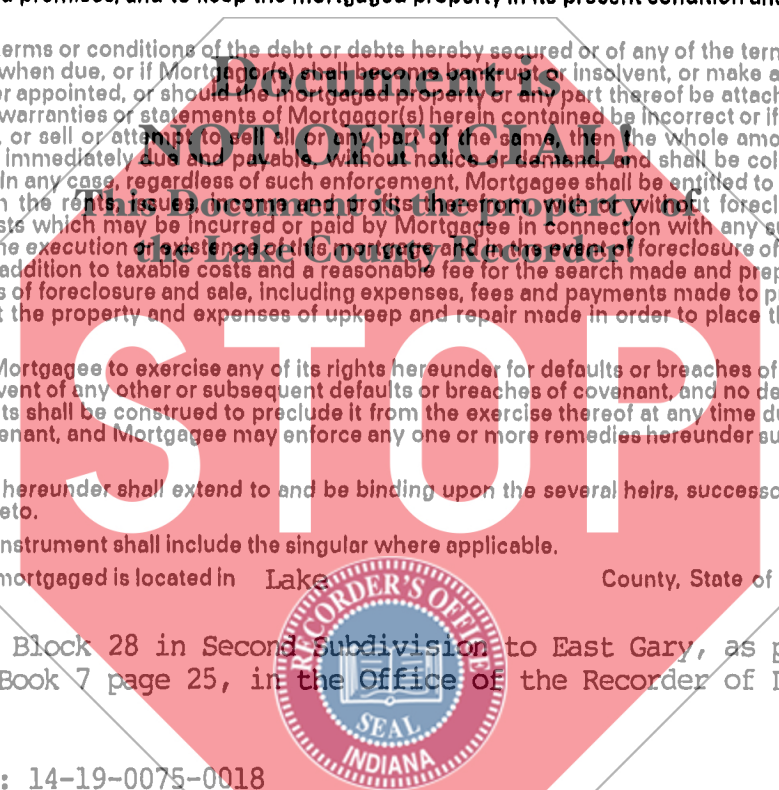 d premises, and to keep the mortgaged property in its present condition and
erms or conditions of the debt or debts hereby secured or of any of the term
when due, or if Mortgagor(s) shall become bankrupt or insolvent, or make a
r appointed, or should the mortgaged property or any part thereof be attach
warranties or statements of Mortgagor(s) herein contained be incorrect or if
, or sell or attempt to sell all or any part of the same, then the whole amo
immediately due and payable, without notice or demand, and shall be col
In any case, regardless of such enforcement, Mortgagee shall be entitled to
h the rents, issues, income and profits therefrom, with or without forecl
sts which may be incurred or paid by Mortgagee in connection with any su
he execution or existence of this mortgage and in the event of foreclosure of
addition to taxable costs and a reasonable fee for the search made and prep
s of foreclosure and sale, including expenses, fees and payments made to p
t the property and expenses of upkeep and repair made in order to place th
Mortgagee to exercise any of its rights hereunder for defaults or breaches of
vent of any other or subsequent defaults or breaches of covenant, and no de
ts shall be construed to preclude it from the exercise thereof at any time du
enant, and Mortgagee may enforce any one or more remedies hereunder su
hereunder shall extend to and be binding upon the several heirs, successo
eto.
nstrument shall include the singular where applicable.
mortgaged is located in Lake County, State of
Block 28 in Second Subdivision to East Gary, as p
Book 7 page 25, in the Office of the Recorder of L
: 14-19-0075-0018
Document is
NOT OFFICIAL!
This Document is the property of
the Lake County Recorder!
STOP
RECORDER'S OFFICE
SEAL
INDIANA